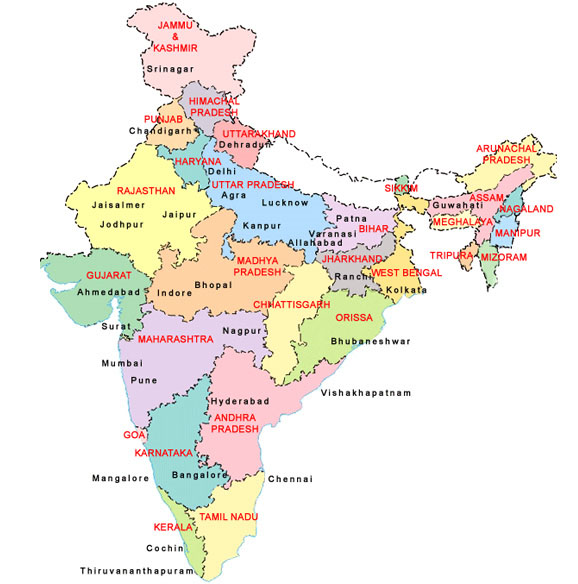 JAMMU
&
KASHMIR
Srinagar
HIMACHAL
PRADESH
PUNJAB
Chandigarh
UTTARAKHAND
Dehradun
HARYANA
Delhi
UTTAR PRADESH
Agra
Lucknow
RAJASTHAN
Jaisalmer
Jaipur
Jodhpur
Kanpur
Allahabad
Varanasi
Patna
BIHAR
SIKKIM
ARUNACHAL
PRADESH
ASSAM
Guwahati
NAGALAND
MEGHALAYA
MANIPUR
TRIPURA
MIZORAM
GUJARAT
Ahmedabad
Surat
MADHYA
PRADESH
Bhopal
Indore
JHARKHAND
Ranchi
WEST BENGAL
Kolkata
CHHATTISGARH
ORISSA
Bhubaneshwar
MAHARASHTRA
Nagpur
Mumbai
Pune
Hyderabad
ANDHRA
PRADESH
Vishakhapatnam
GOA
KARNATAKA
Mangalore
Bangalore
Chennai
KERALA
TAMIL NADU
Cochin
Thiruvananthapuram